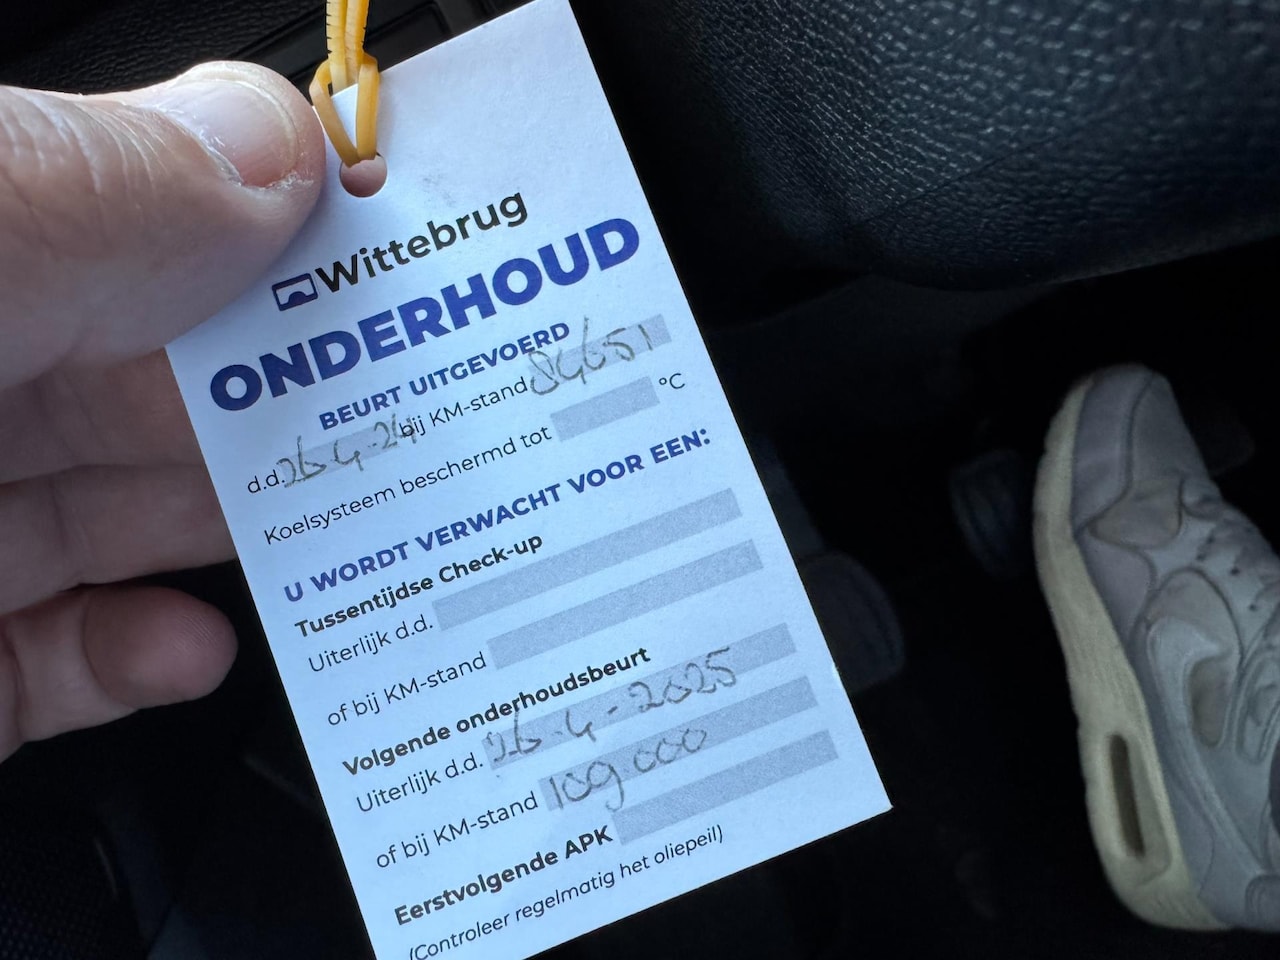 Wittebrug
ONDERHOUD
BEURT UITGEVOERD
d.d. 26-4-24 bij KM-stand 84651
Koelsysteem beschermd tot °C
U WORDT VERWACHT VOOR EEN:
Tussentijdse Check-up
Uiterlijk d.d.
of bij KM-stand
Volgende onderhoudsbeurt
Uiterlijk d.d. 26-4-2025
of bij KM-stand 109.000
Eerstvolgende APK
(Controleer regelmatig het oliepeil)